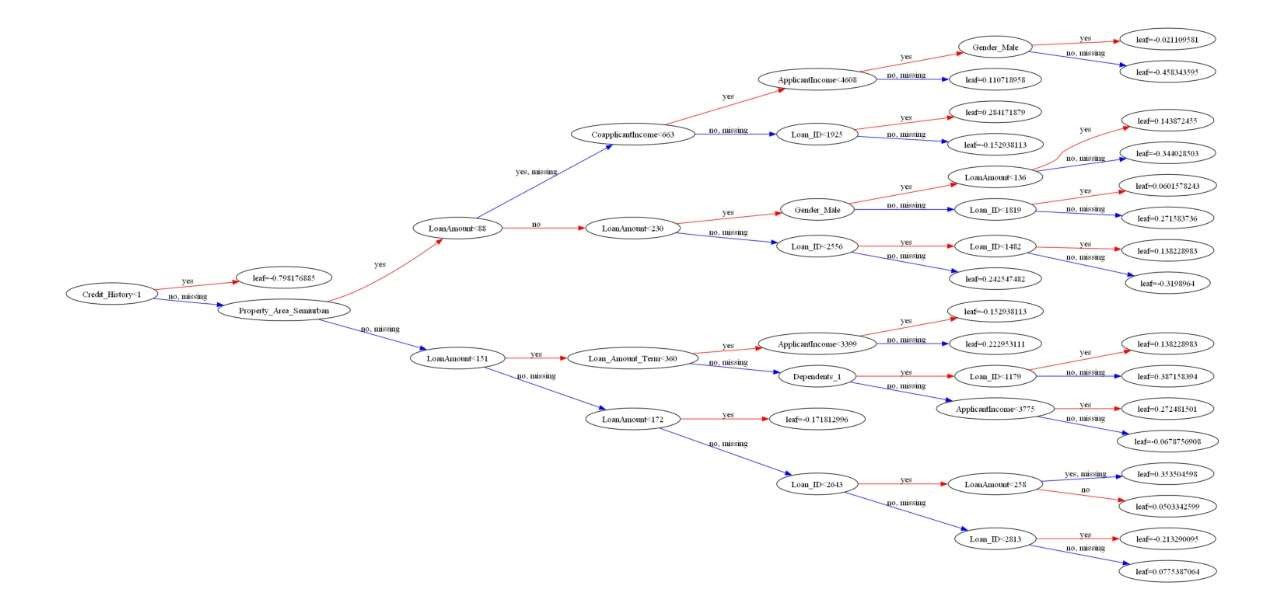 leaf=-0.021109581
yes
Gender_Male
no, missing
yes
leaf=-0.458343595
ApplicantIncome<4608
no, missing
leaf=0.110718958
yes
leaf=0.284171879
yes
leaf=0.143872455
CoapplicantIncome<663
no, missing
Loan_ID<1925
no, missing
leaf=-0.152938113
yes
leaf=-0.344028503
no, missing
yes, missing
LoanAmount<136
yes
leaf=0.0601578243
yes
Gender_Male
no, missing
Loan_ID<1819
yes
no, missing
leaf=0.271583736
LoanAmount<88
no
LoanAmount<230
no, missing
Loan_ID<2556
yes
Loan_ID<1482
yes
leaf=0.138228983
no, missing
no, missing
yes
leaf=0.242547482
leaf=-0.3198964
leaf=-0.798176885
yes
Credit_History<1
no, missing
Property_Area_Semiurban
leaf=-0.152938113
yes
no, missing
ApplicantIncome<3399
no, missing
leaf=0.222953111
leaf=0.138228983
yes
LoanAmount<151
yes
Loan_Amount_Term<360
yes
no, missing
Dependents_1
yes
Loan_ID<1179
no, missing
leaf=0.387158394
no, missing
no, missing
ApplicantIncome<3775
yes
leaf=0.272481501
no, missing
leaf=-0.0678756908
LoanAmount<172
yes
leaf=-0.171812996
no, missing
yes, missing
leaf=0.353504598
Loan_ID<2643
yes
LoanAmount<258
no
leaf=0.0503342599
no, missing
Loan_ID<2813
yes
leaf=-0.213290095
no, missing
leaf=0.0775387064